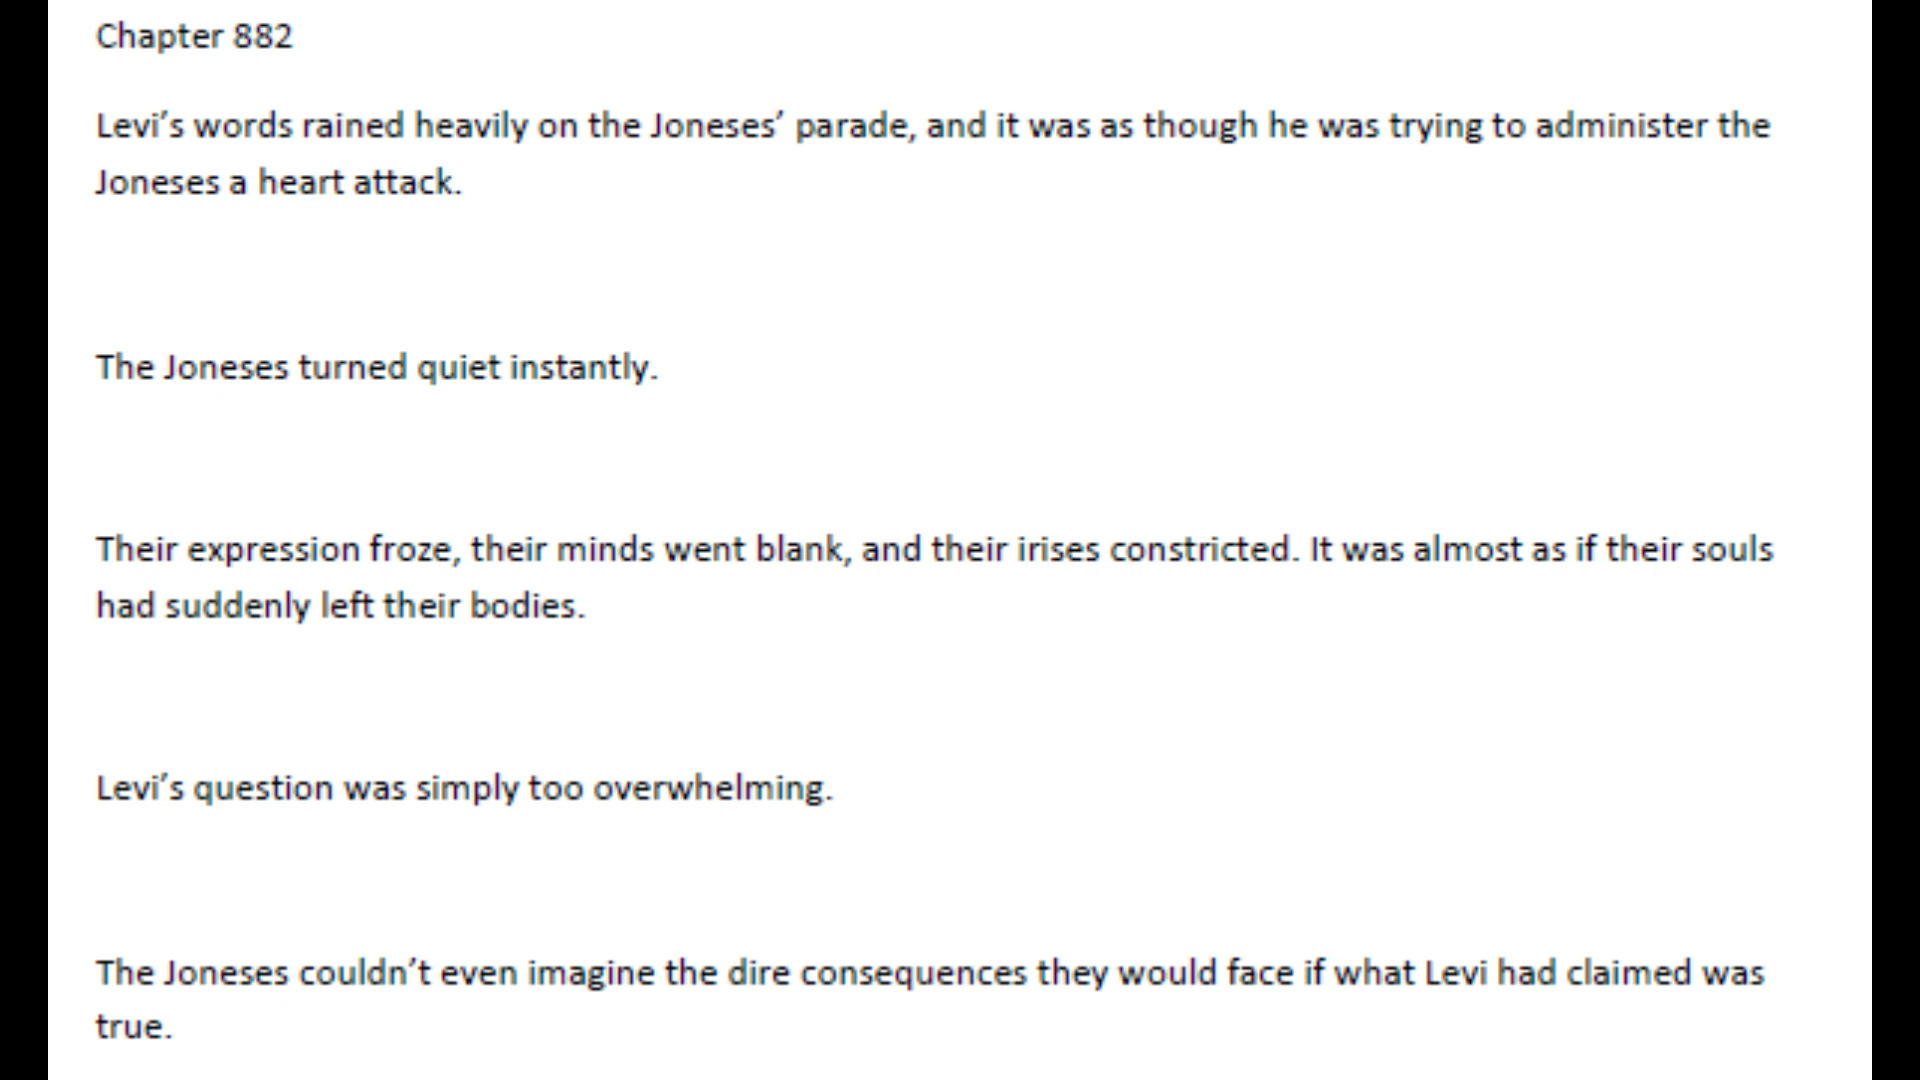 Chapter 882
Levi’s words rained heavily on the Joneses’ parade, and it was as though he was trying to administer the
Joneses a heart attack.
The Joneses turned quiet instantly.
Their expression froze, their minds went blank, and their irises constricted. It was almost as if their souls
had suddenly left their bodies.
Levi’s question was simply too overwhelming.
The Joneses couldn’t even imagine the dire consequences they would face if what Levi had claimed was
true.